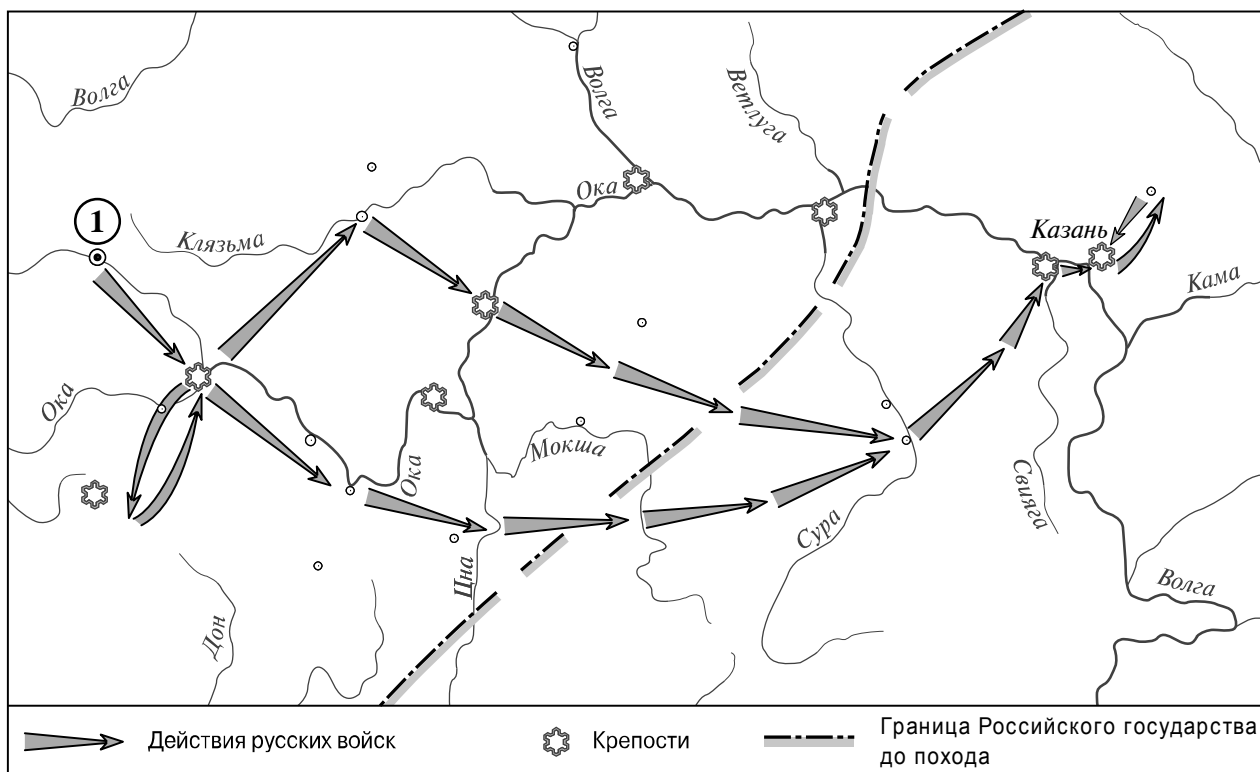 Волга
Волга
Ветлуга
Ока
1
Клязьма
Казань
Кама
Ока
Мокша
Ока
Свияга
Сура
Цна
Волга
Дон
Действия русских войск
Крепости
Граница Российского государства
до похода